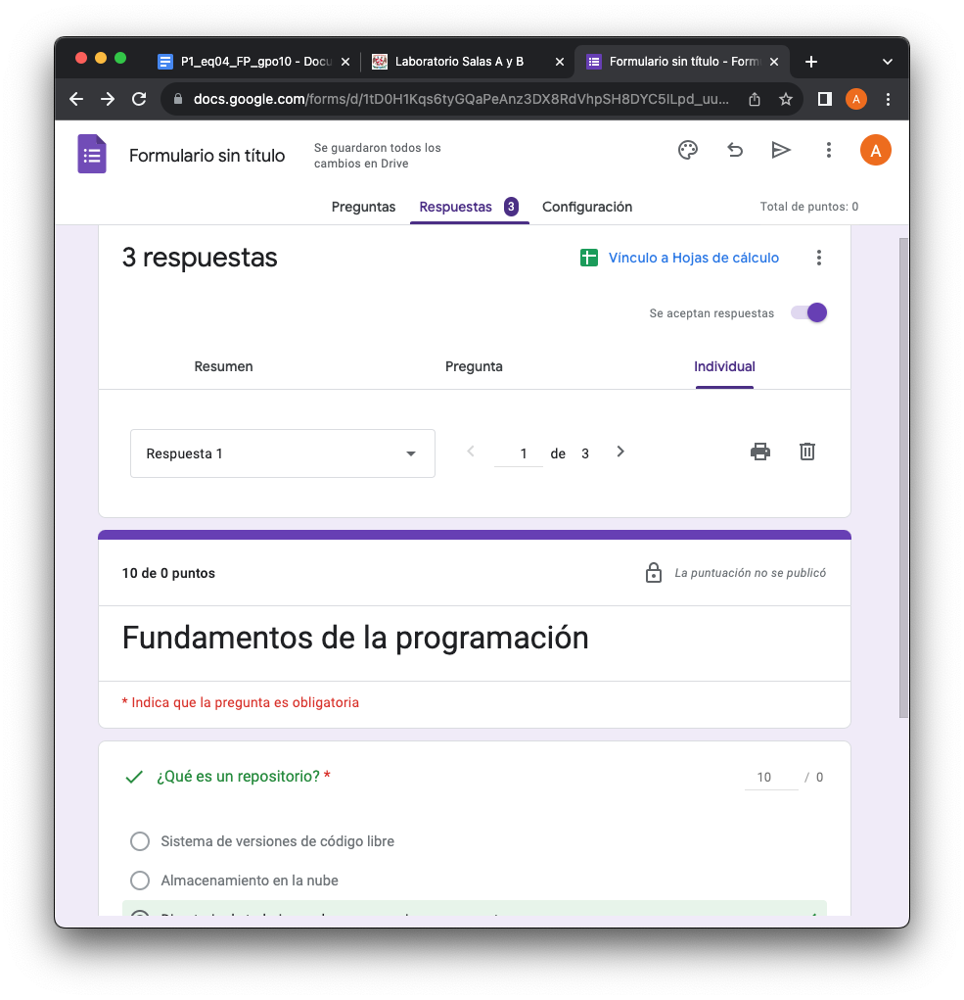 P1_eq04_FP_gpo10 - Docu
Laboratorio Salas A y B
Formulario sin título - Form
docs.google.com/forms/d/1tD0H1Kqs6tyGQaPeAnz3DX8RdVhpSH8DYC5lLpd_uu...
A
Formulario sin título
Se guardaron todos los
cambios en Drive
A
Preguntas
Respuestas 3
Configuración
Total de puntos: 0
3 respuestas
Vínculo a Hojas de cálculo
Se aceptan respuestas
Resumen
Pregunta
Individual
Respuesta 1
1 de 3
10 de 0 puntos
La puntuación no se publicó
Fundamentos de la programación
* Indica que la pregunta es obligatoria
¿Qué es un repositorio? *
10 / 0
Sistema de versiones de código libre
Almacenamiento en la nube